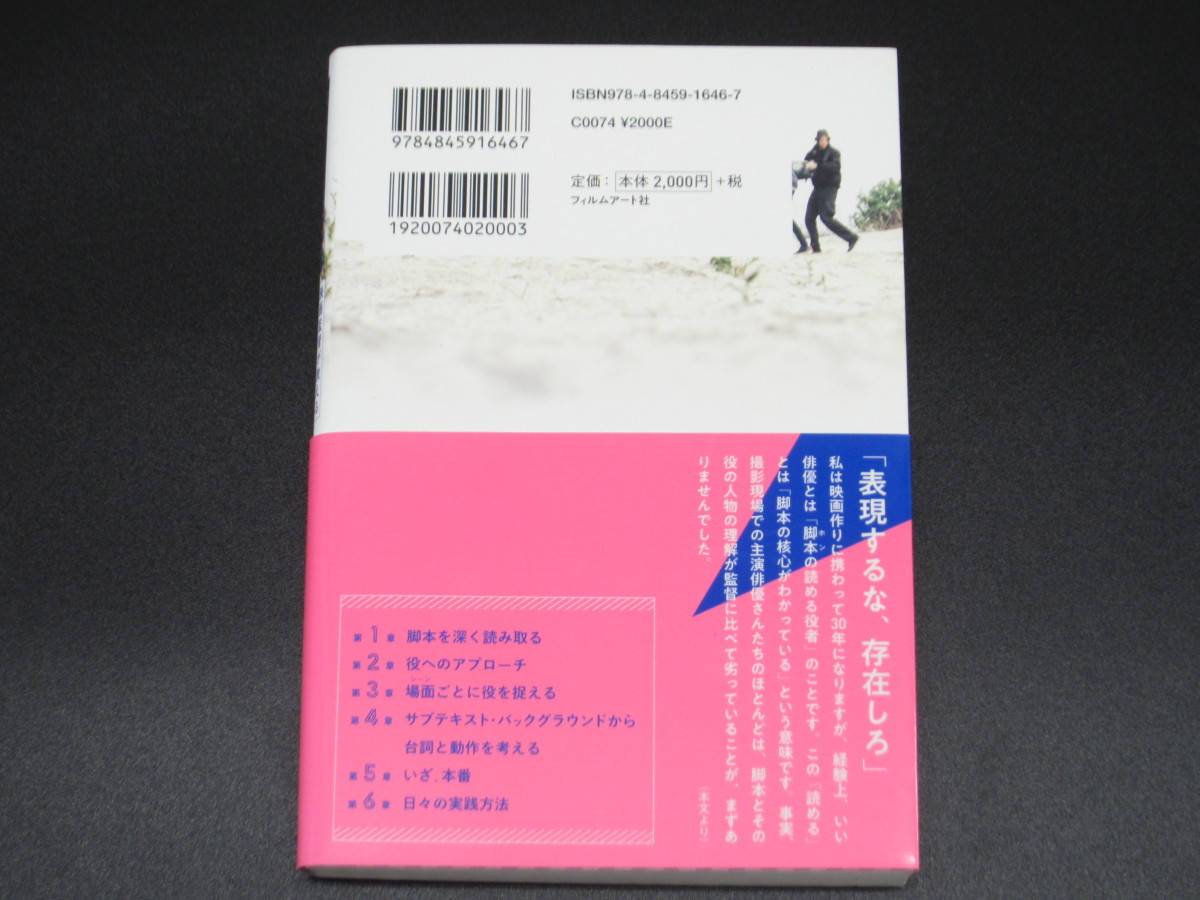 ISBN978-4-8459-1646-7
9784845916467
C0074 ¥2000E
定価：本体 2,000円+税
フィルムアート社
1920074020003
「表現するな、存在しろ」
私は映画作りに携わって30年になりますが、経験上、いい
俳優とは「脚本の読める役者」のことです。この「読める」
ホン
とは「脚本の核心がわかっている」という意味です。事実、
撮影現場での主演俳優さんたちのほとんどは、脚本とその
役の人物の理解が監督に比べて劣っていることが、まずあ
りませんでした。
（本文より）
第1章 脚本を深く読み取る
第2章 役へのアプローチ
シーン
第3章 場面ごとに役を捉える
第4章 サブテキスト・バックグラウンドから
台詞と動作を考える
第5章 いざ、本番
第6章 日々の実践方法